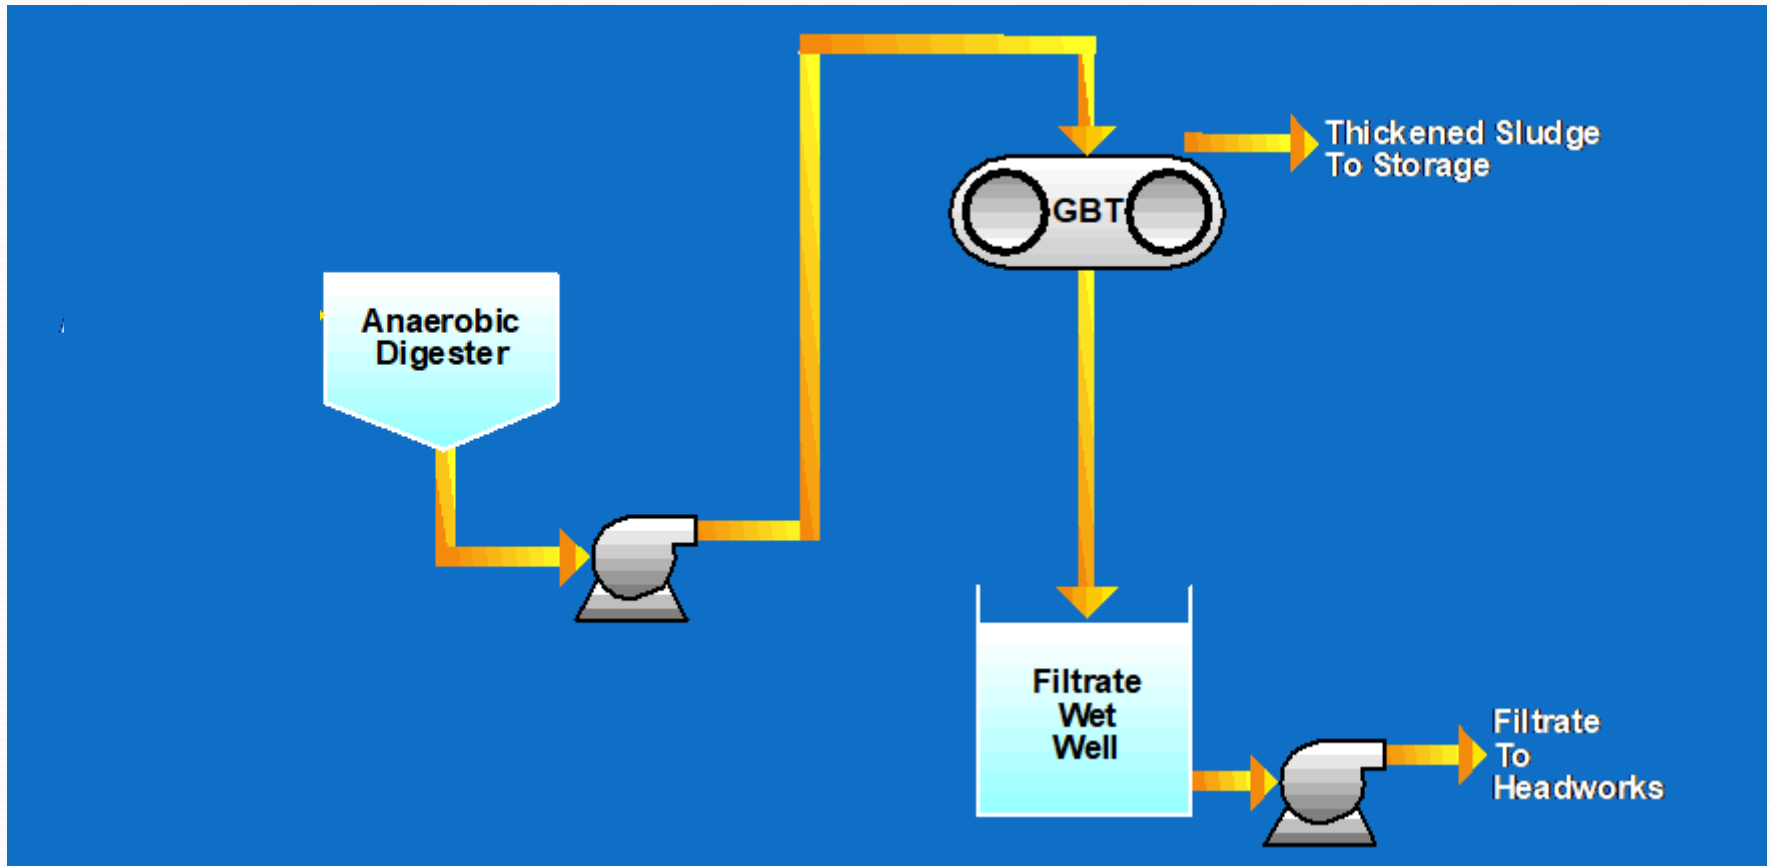 Thickened Sludge
To Storage
GBT
Anaerobic
Digester
Filtrate
Wet
Well
Filtrate
To
Headworks